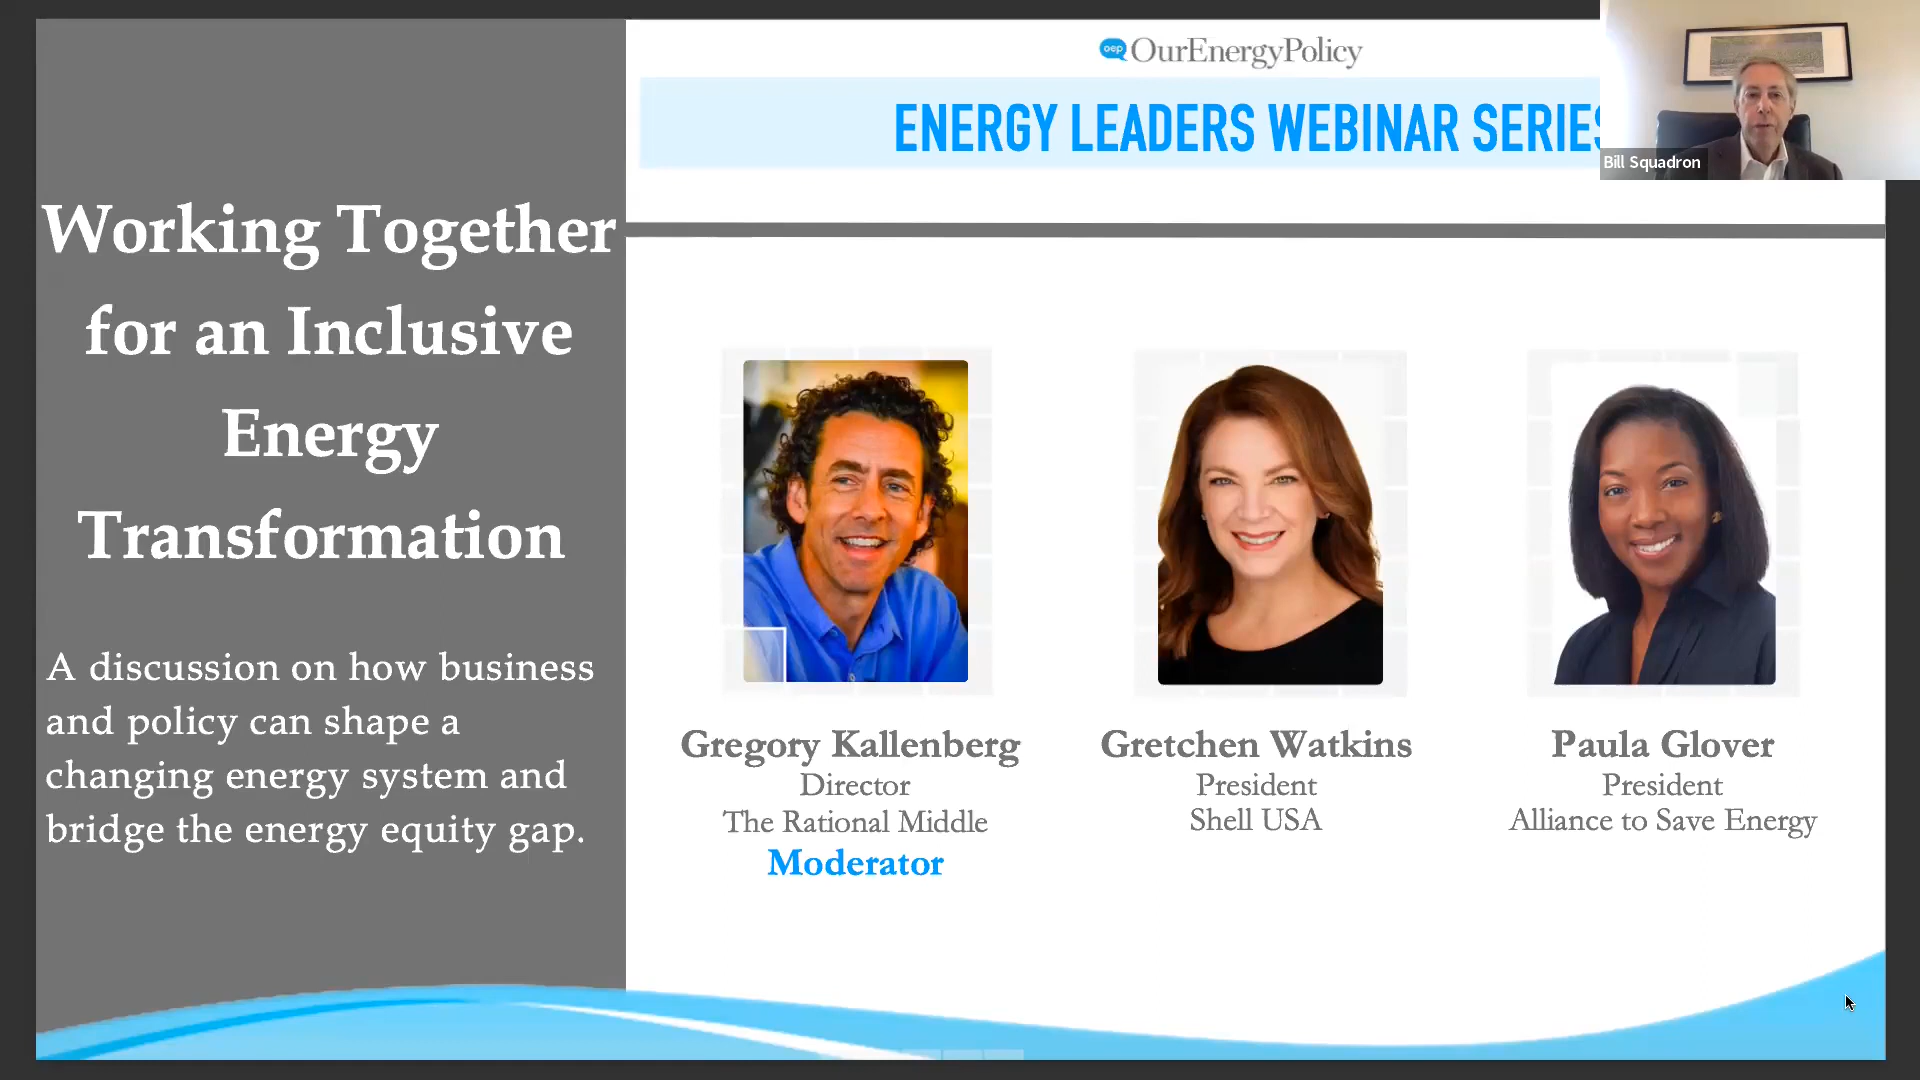 Working Together
for an Inclusive
Energy
Transformation
A discussion on how business
and policy can shape a
changing energy system and
bridge the energy equity gap.
oep OurEnergyPolicy
ENERGY LEADERS WEBINAR SERIES
Bill Squadron
Gregory Kallenberg
Director
The Rational Middle
Moderator
Gretchen Watkins
President
Shell USA
Paula Glover
President
Alliance to Save Energy